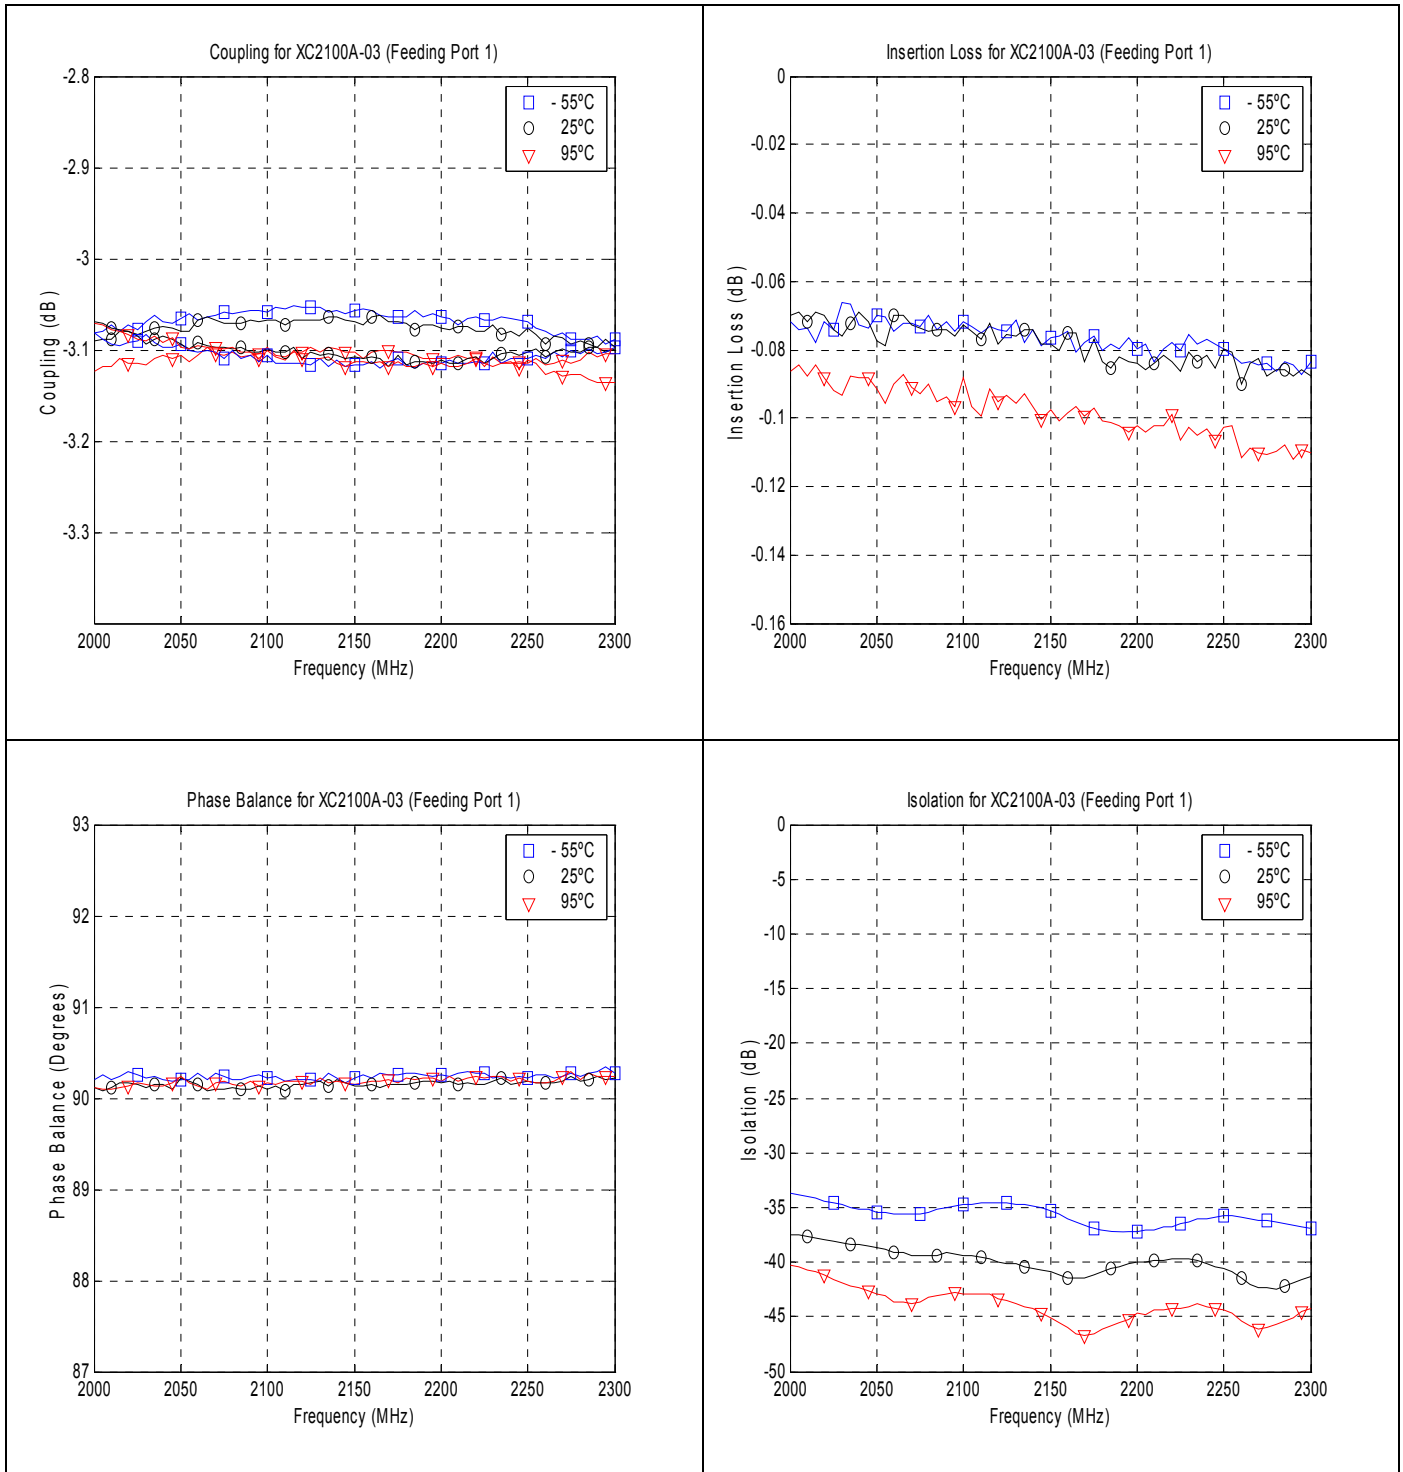 Coupling for XC2100A-03 (Feeding Port 1)
-2.8
-2.9
-3
-3.1
-3.2
-3.3
Coupling (dB)
- 55ºC
25ºC
95ºC
2000 2050 2100 2150 2200 2250 2300
Frequency (MHz)
Insertion Loss for XC2100A-03 (Feeding Port 1)
0
-0.02
-0.04
-0.06
-0.08
-0.1
-0.12
-0.14
-0.16
Insertion Loss (dB)
- 55ºC
25ºC
95ºC
2000 2050 2100 2150 2200 2250 2300
Frequency (MHz)
Phase Balance for XC2100A-03 (Feeding Port 1)
93
92
91
90
89
88
87
Phase Balance (Degrees)
- 55ºC
25ºC
95ºC
2000 2050 2100 2150 2200 2250 2300
Frequency (MHz)
Isolation for XC2100A-03 (Feeding Port 1)
0
-5
-10
-15
-20
-25
-30
-35
-40
-45
-50
Isolation (dB)
- 55ºC
25ºC
95ºC
2000 2050 2100 2150 2200 2250 2300
Frequency (MHz)